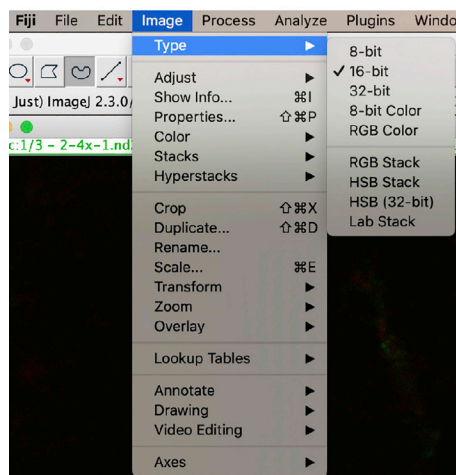 Fiji File Edit Image Process Analyze Plugins Windo
Just) ImageJ 2.3.0/
c:1/3 - 2-4x-1.nd2
Type ▶
Adjust ▶
Show Info... ⌘I
Properties... ⇧⌘P
Color ▶
Stacks ▶
Hyperstacks ▶
Crop ⇧⌘X
Duplicate... ⇧⌘D
Rename...
Scale... ⌘E
Transform ▶
Zoom ▶
Overlay ▶
Lookup Tables ▶
Annotate ▶
Drawing ▶
Video Editing ▶
Axes ▶
8-bit
✓ 16-bit
32-bit
8-bit Color
RGB Color
RGB Stack
HSB Stack
HSB (32-bit)
Lab Stack